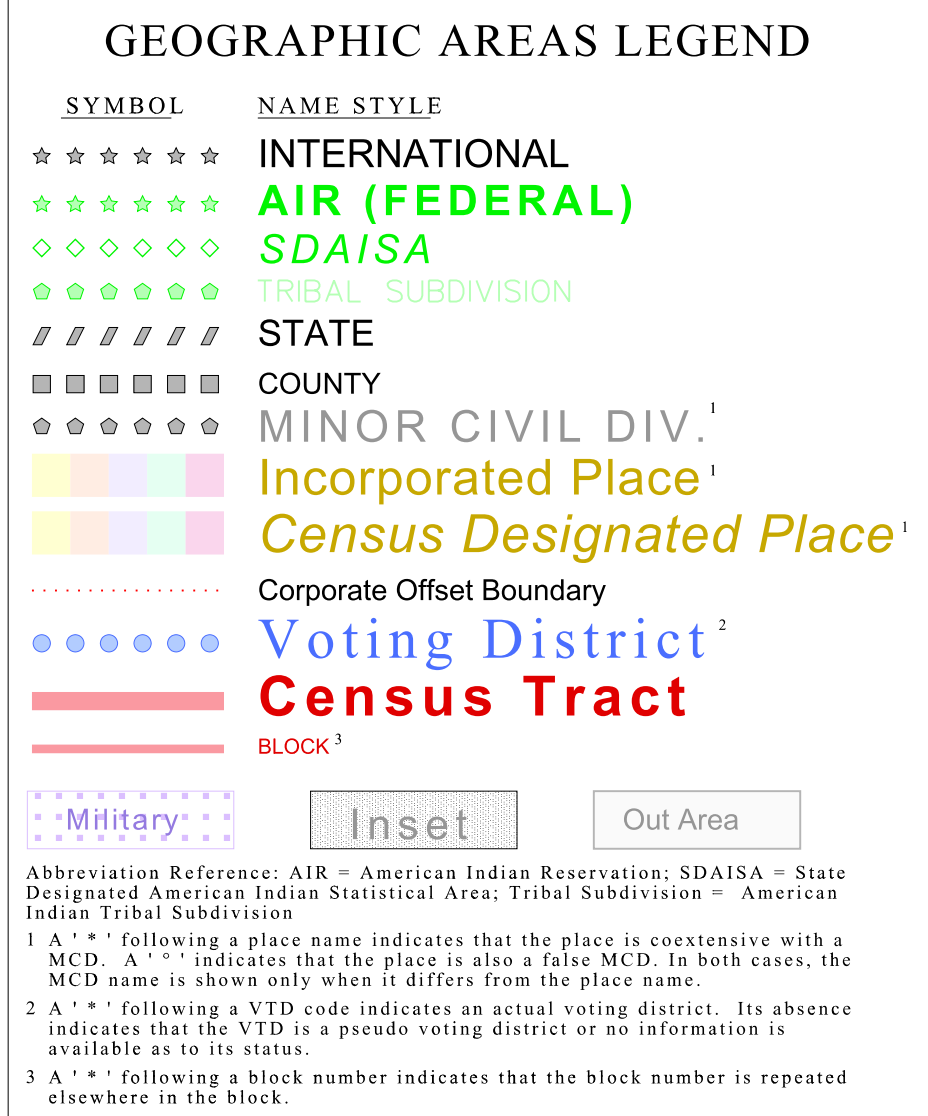 GEOGRAPHIC AREAS LEGEND
SYMBOL NAME STYLE
INTERNATIONAL
AIR (FEDERAL)
SDAISA
TRIBAL SUBDIVISION
STATE
COUNTY
MINOR CIVIL DIV. 1
Incorporated Place 1
Census Designated Place 1
Corporate Offset Boundary
Voting District 2
Census Tract
BLOCK 3
Military Inset Out Area
Abbreviation Reference: AIR = American Indian Reservation; SDAISA = State
Designated American Indian Statistical Area; Tribal Subdivision = American
Indian Tribal Subdivision
1 A ' * ' following a place name indicates that the place is coextensive with a
MCD. A ' ° ' indicates that the place is also a false MCD. In both cases, the
MCD name is shown only when it differs from the place name.
2 A ' * ' following a VTD code indicates an actual voting district. Its absence
indicates that the VTD is a pseudo voting district or no information is
available as to its status.
3 A ' * ' following a block number indicates that the block number is repeated
elsewhere in the block.